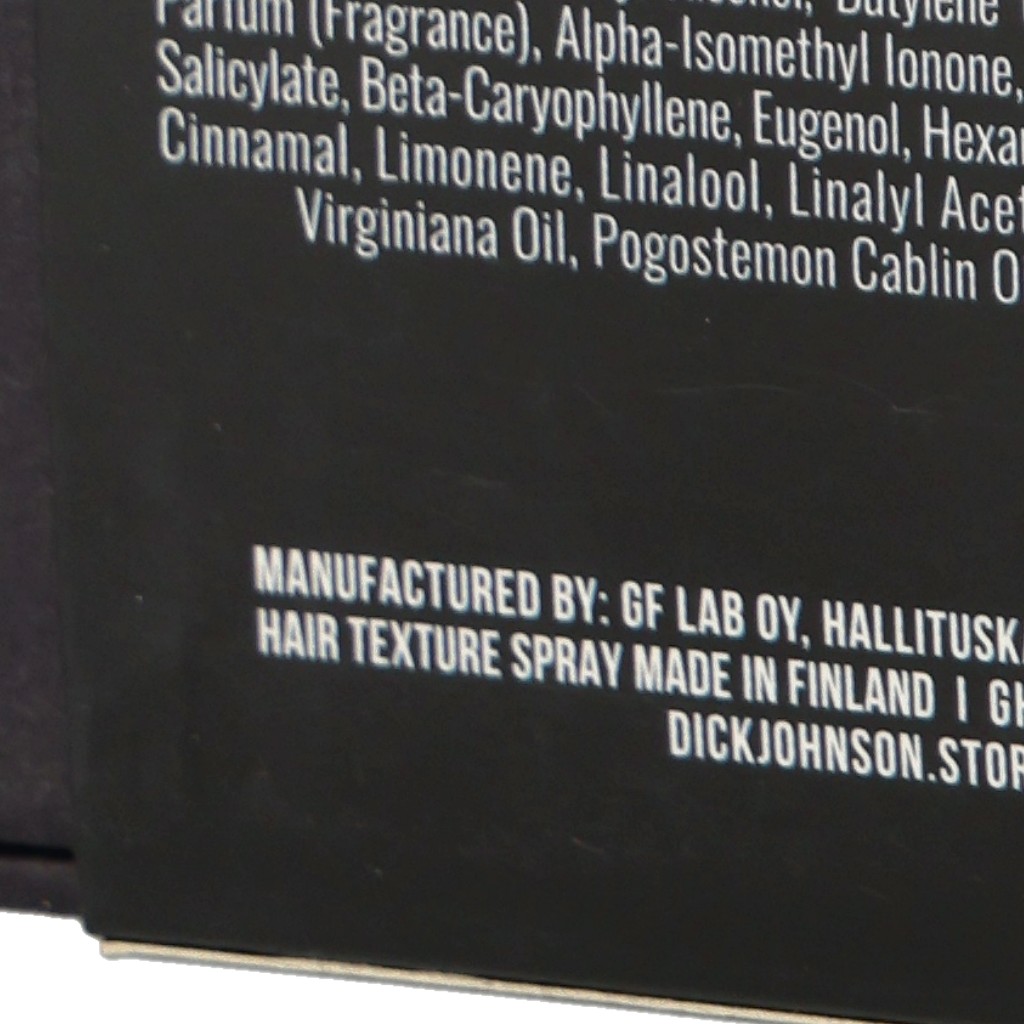 Butylene
Parfum (Fragrance), Alpha-Isomethyl Ionone,
Salicylate, Beta-Caryophyllene, Eugenol,
Cinnamal, Limonene, Linalool, Linalyl
Virginiana Oil, Pogostemon Cablin
MANUFACTURED BY: GF LAB OY,
HAIR TEXTURE SPRAY MADE IN FINLAND |